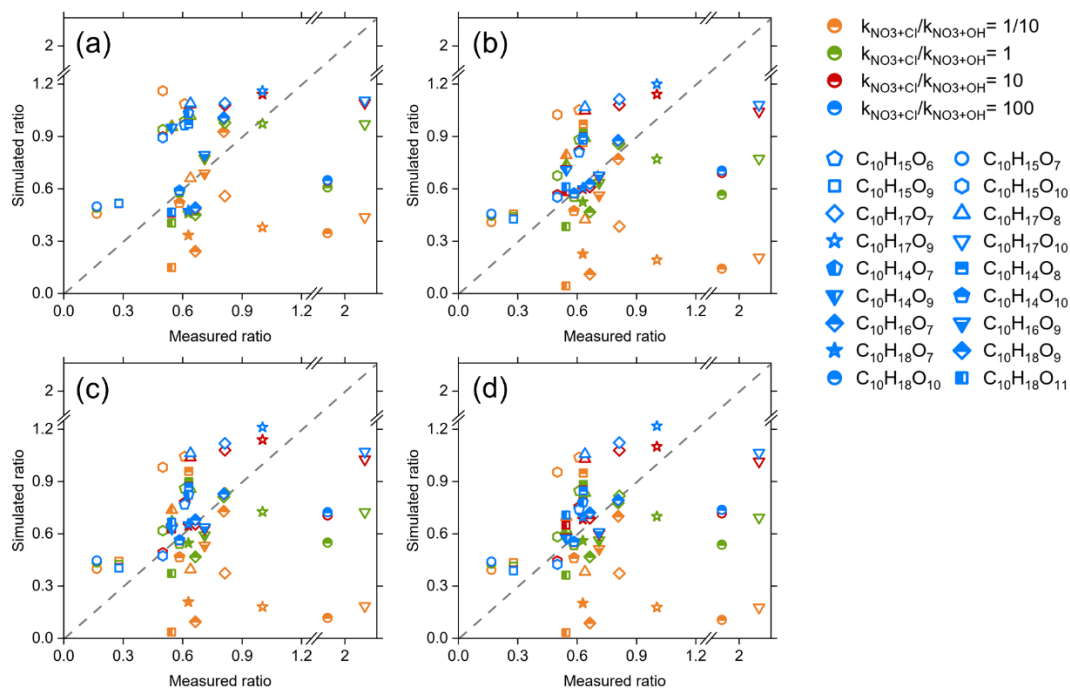 (a)
2
1.2
0.9
0.6
0.3
0.0
Simulated ratio
0.0 0.3 0.6 0.9 1.2 2
Measured ratio
(b)
2
1.2
0.9
0.6
0.3
0.0
Simulated ratio
0.0 0.3 0.6 0.9 1.2 2
Measured ratio
(c)
2
1.2
0.9
0.6
0.3
0.0
Simulated ratio
0.0 0.3 0.6 0.9 1.2 2
Measured ratio
(d)
2
1.2
0.9
0.6
0.3
0.0
Simulated ratio
0.0 0.3 0.6 0.9 1.2 2
Measured ratio
k_NO3+Cl/k_NO3+OH= 1/10
k_NO3+Cl/k_NO3+OH= 1
k_NO3+Cl/k_NO3+OH= 10
k_NO3+Cl/k_NO3+OH= 100
C₁₀H₁₅O₆ C₁₀H₁₅O₇
C₁₀H₁₅O₉ C₁₀H₁₅O₁₀
C₁₀H₁₇O₇ C₁₀H₁₇O₈
C₁₀H₁₇O₉ C₁₀H₁₇O₁₀
C₁₀H₁₄O₇ C₁₀H₁₄O₈
C₁₀H₁₄O₉ C₁₀H₁₄O₁₀
C₁₀H₁₆O₇ C₁₀H₁₆O₉
C₁₀H₁₈O₇ C₁₀H₁₈O₉
C₁₀H₁₈O₁₀ C₁₀H₁₈O₁₁